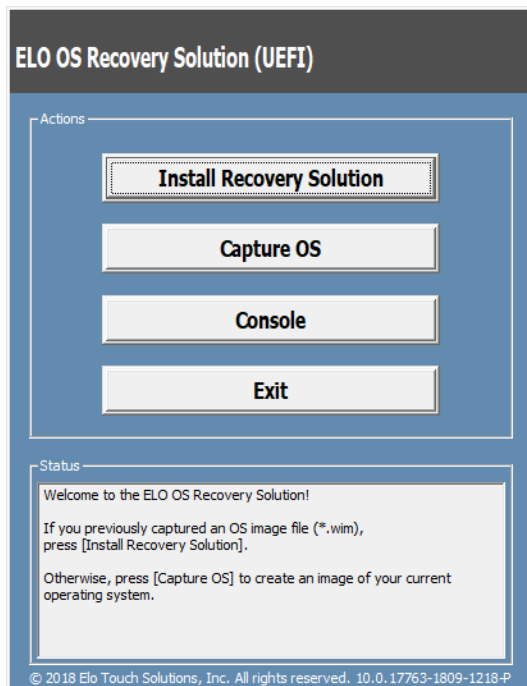 ELO OS Recovery Solution (UEFI)
Actions
Install Recovery Solution
Capture OS
Console
Exit
Status
Welcome to the ELO OS Recovery Solution!
If you previously captured an OS image file (*.wim),
press [Install Recovery Solution].
Otherwise, press [Capture OS] to create an image of your current
operating system.
© 2018 Elo Touch Solutions, Inc. All rights reserved. 10.0.17763-1809-1218-P